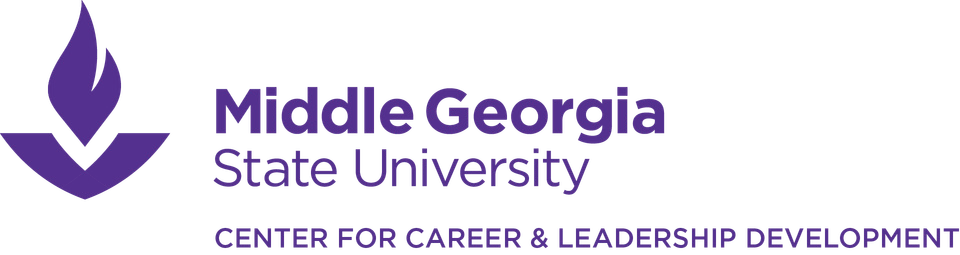 Middle Georgia
State University
CENTER FOR CAREER & LEADERSHIP DEVELOPMENT